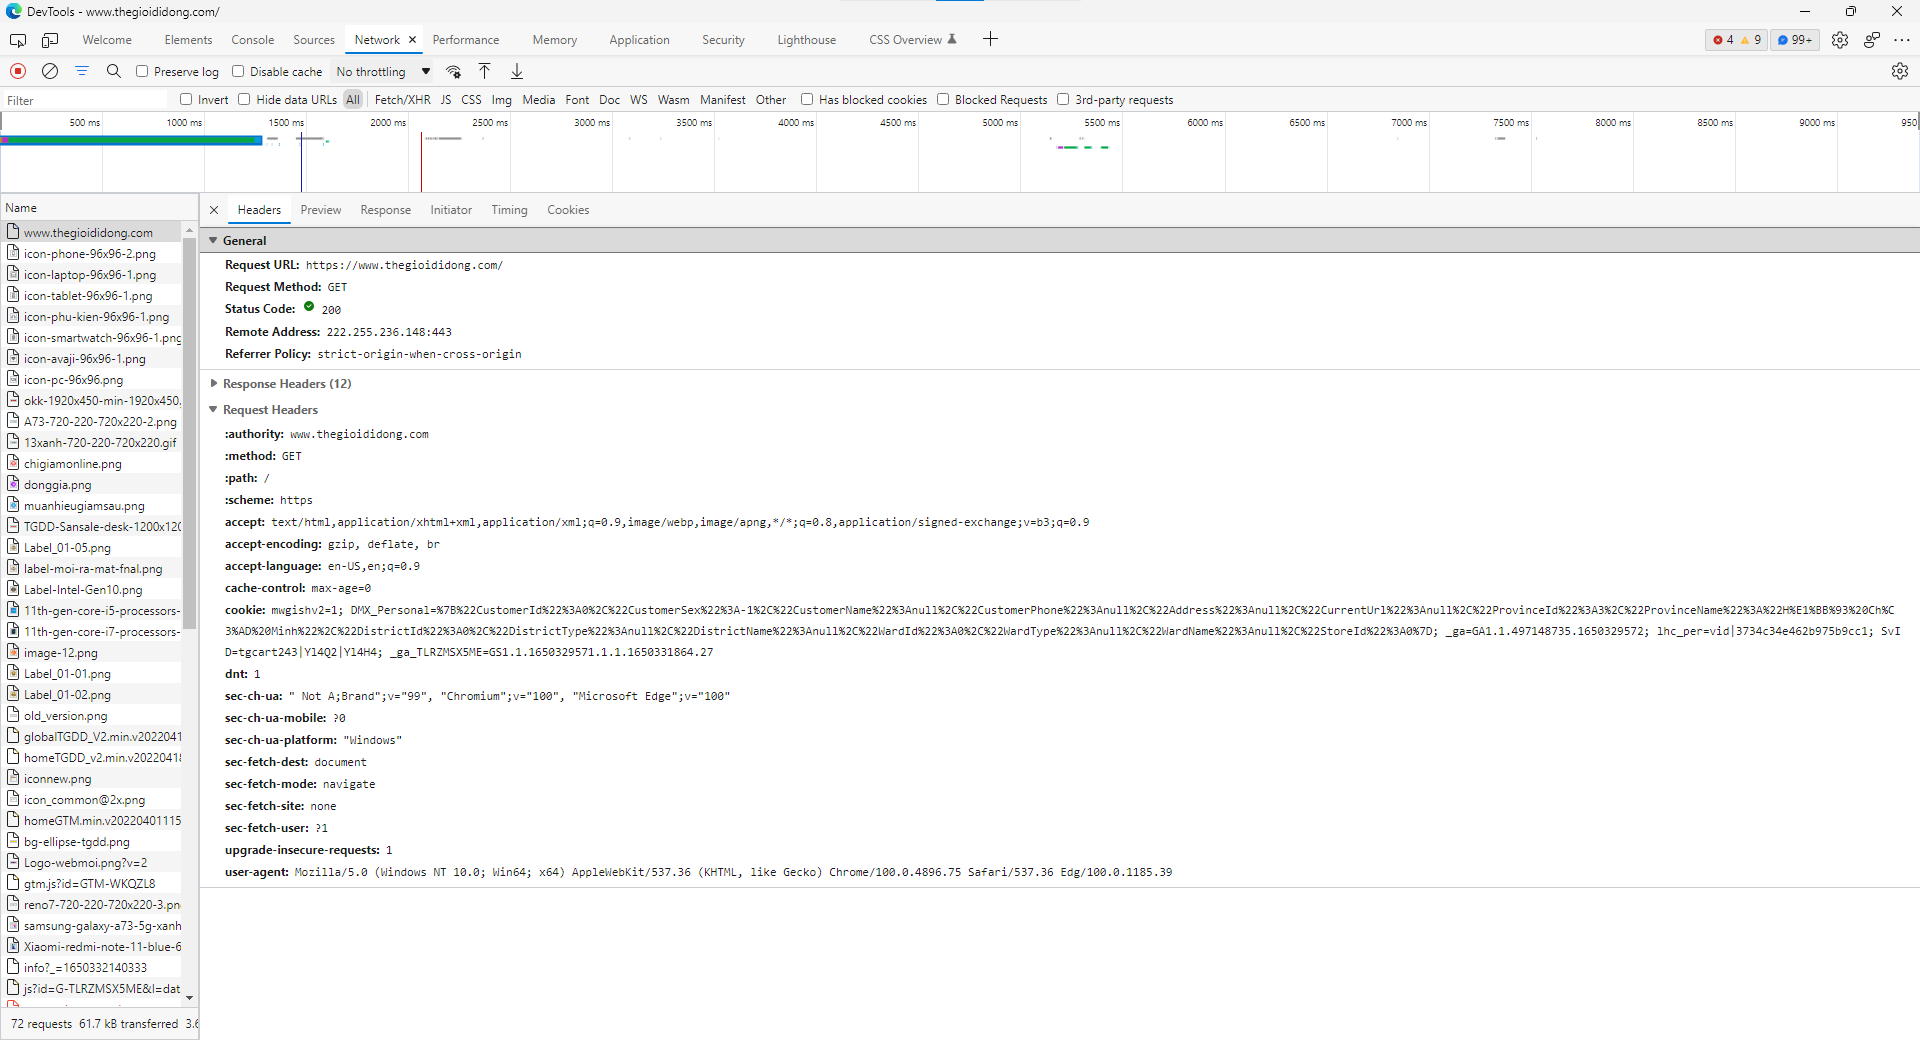 DevTools - www.thegioididong.com/
Welcome Elements Console Sources Network Performance Memory Application Security Lighthouse CSS Overview 4 9 99+
Preserve log Disable cache No throttling
Filter Invert Hide data URLs All Fetch/XHR JS CSS Img Media Font Doc WS Wasm Manifest Other Has blocked cookies Blocked Requests 3rd-party requests
500 ms 1000 ms 1500 ms 2000 ms 2500 ms 3000 ms 3500 ms 4000 ms 4500 ms 5000 ms 5500 ms 6000 ms 6500 ms 7000 ms 7500 ms 8000 ms 8500 ms 9000 ms 950
Name
www.thegioididong.com
icon-phone-96x96-2.png
icon-laptop-96x96-1.png
icon-tablet-96x96-1.png
icon-phu-kien-96x96-1.png
icon-smartwatch-96x96-1.png
icon-avaji-96x96-1.png
icon-pc-96x96.png
okk-1920x450-min-1920x450.
A73-720-220-720x220-2.png
13xanh-720-220-720x220.gif
chigiamonline.png
donggia.png
muanhieugiamsau.png
TGDD-Sansale-desk-1200x120
Label_01-05.png
label-moi-ra-mat-fnal.png
Label-Intel-Gen10.png
11th-gen-core-i5-processors-
11th-gen-core-i7-processors-
image-12.png
Label_01-01.png
Label_01-02.png
old_version.png
globalTGDD_V2.min.v2022041
homeTGDD_v2.min.v20220418
iconnew.png
icon_common@2x.png
homeGTM.min.v20220401115
bg-ellipse-tgdd.png
Logo-webmoi.png?v=2
gtm.js?id=GTM-WKQZL8
reno7-720-220-720x220-3.pn
samsung-galaxy-a73-5g-xanh
Xiaomi-redmi-note-11-blue-6
info?_=1650332140333
js?id=G-TLRZMSX5ME&l=dat
72 requests 61.7 kB transferred 3.6
Headers Preview Response Initiator Timing Cookies
General
Request URL: https://www.thegioididong.com/
Request Method: GET
Status Code: 200
Remote Address: 222.255.236.148:443
Referrer Policy: strict-origin-when-cross-origin
Response Headers (12)
Request Headers
:authority: www.thegioididong.com
:method: GET
:path: /
:scheme: https
accept: text/html,application/xhtml+xml,application/xml;q=0.9,image/webp,image/apng,*/*;q=0.8,application/signed-exchange;v=b3;q=0.9
accept-encoding: gzip, deflate, br
accept-language: en-US,en;q=0.9
cache-control: max-age=0
cookie: mwgishv2=1; DMX_Personal=%7B%22CustomerId%22%3A0%2C%22CustomerSex%22%3A-1%2C%22CustomerName%22%3Anull%2C%22CustomerPhone%22%3Anull%2C%22Address%22%3Anull%2C%22CurrentUrl%22%3Anull%2C%22ProvinceId%22%3A3%2C%22ProvinceName%22%3A%22H%E1%BB%93%20Ch%C
3%AD%20Minh%22%2C%22DistrictId%22%3A0%2C%22DistrictType%22%3Anull%2C%22DistrictName%22%3Anull%2C%22WardId%22%3A0%2C%22WardType%22%3Anull%2C%22WardName%22%3Anull%2C%22StoreId%22%3A0%7D; _ga=GA1.1.497148735.1650329572; lhc_per=vid|3734c34e462b975b9cc1; SvI
D=tgcart243|Yl4Q2|Yl4H4; _ga_TLRZMSX5ME=GS1.1.1650329571.1.1.1650331864.27
dnt: 1
sec-ch-ua: " Not A;Brand";v="99", "Chromium";v="100", "Microsoft Edge";v="100"
sec-ch-ua-mobile: ?0
sec-ch-ua-platform: "Windows"
sec-fetch-dest: document
sec-fetch-mode: navigate
sec-fetch-site: none
sec-fetch-user: ?1
upgrade-insecure-requests: 1
user-agent: Mozilla/5.0 (Windows NT 10.0; Win64; x64) AppleWebKit/537.36 (KHTML, like Gecko) Chrome/100.0.4896.75 Safari/537.36 Edg/100.0.1185.39